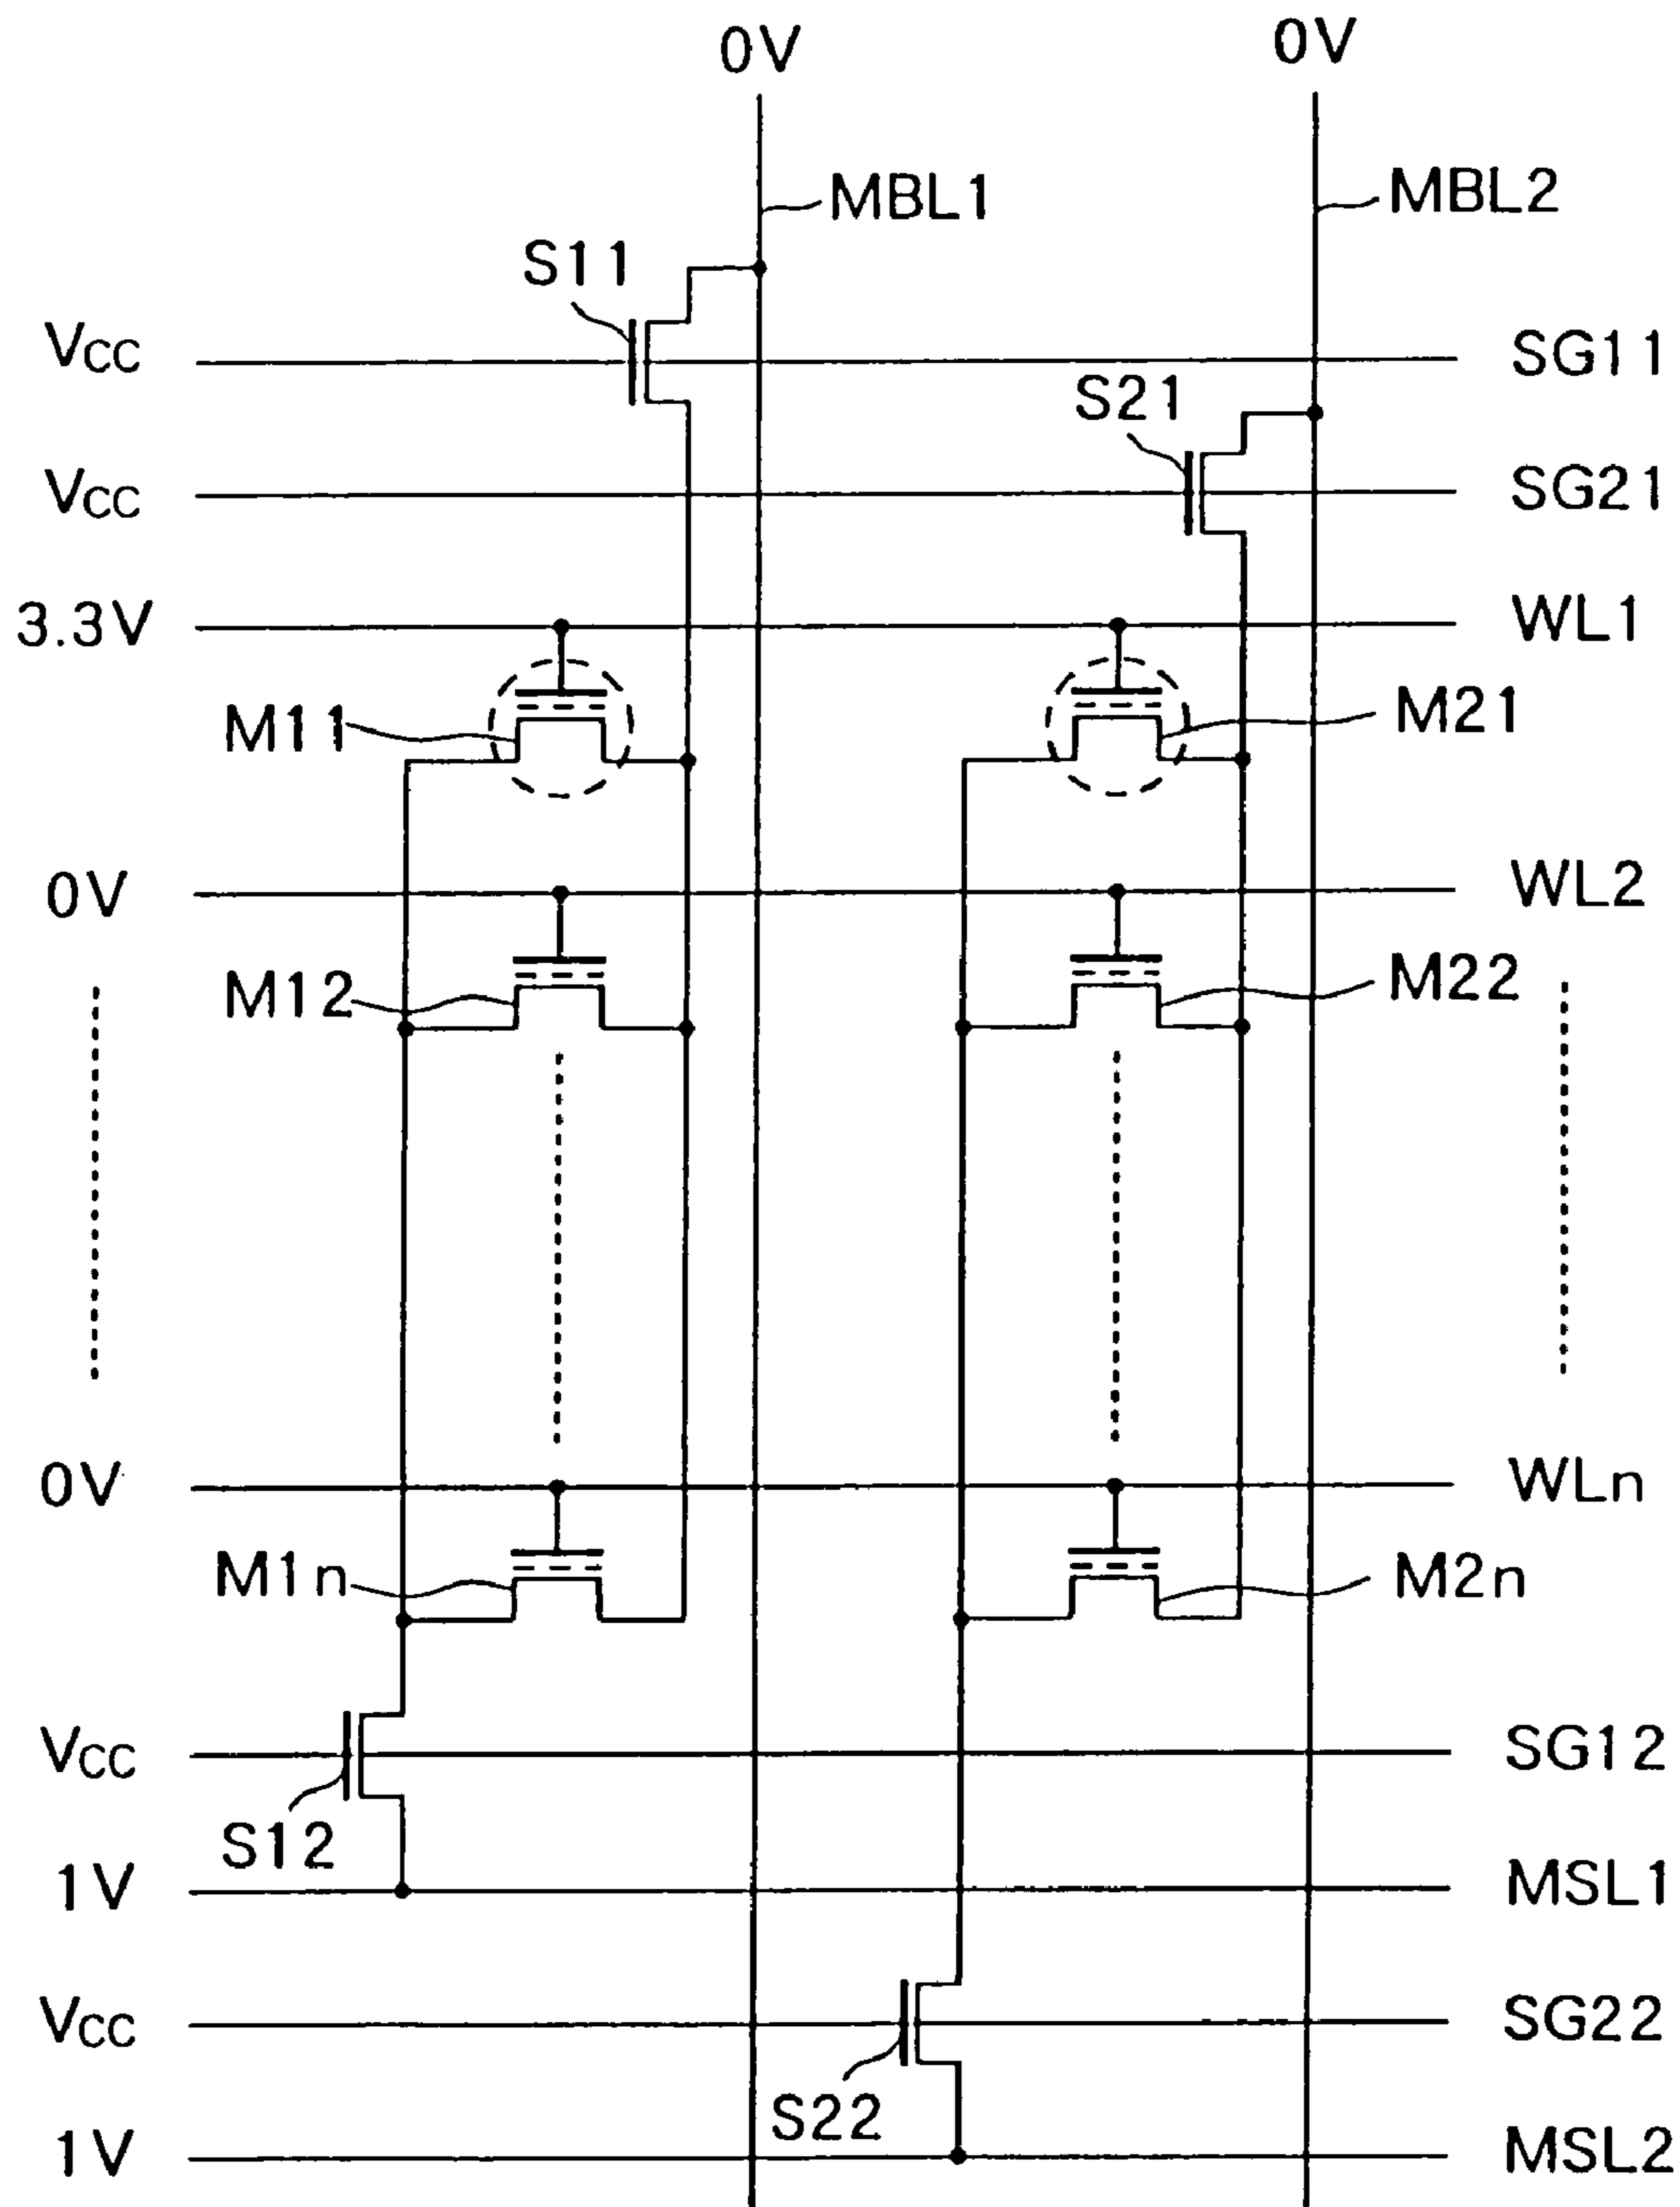 0V 0V
MBL1 MBL2
S11
VCC SG11
S21
VCC SG21
3.3V WL1
M11 M21
0V WL2
M12 M22
0V WLn
M1n M2n
VCC SG12
S12
1V MSL1
VCC SG22
S22
1V MSL2